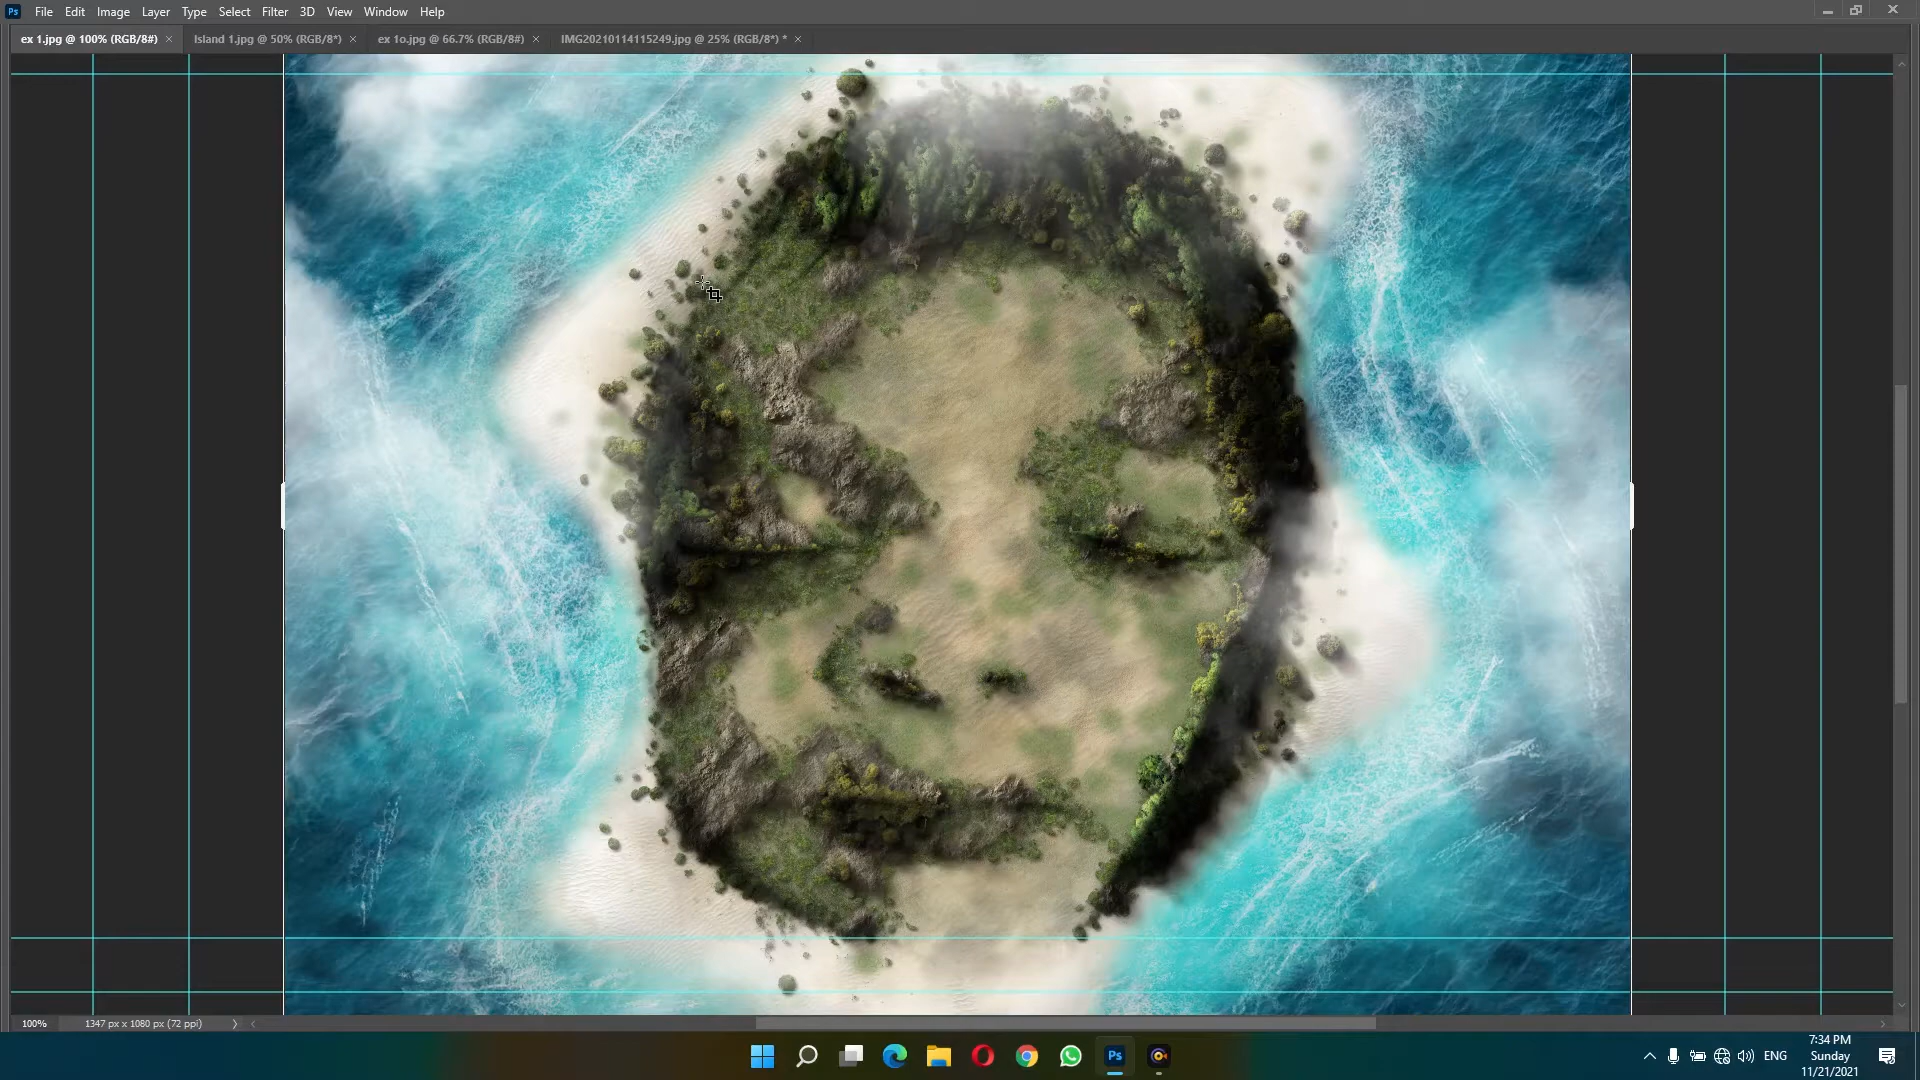 Ps File Edit Image Layer Type Select Filter 3D View Window Help
ex 1.jpg @ 100% (RGB/8#) × Island 1.jpg @ 50% (RGB/8*) × ex 1o.jpg @ 66.7% (RGB/8#) × IMG20210114115249.jpg @ 25% (RGB/8*) * ×
100% 1347 px x 1080 px (72 ppi)
Ps
ENG
7:34 PM
Sunday
11/21/2021